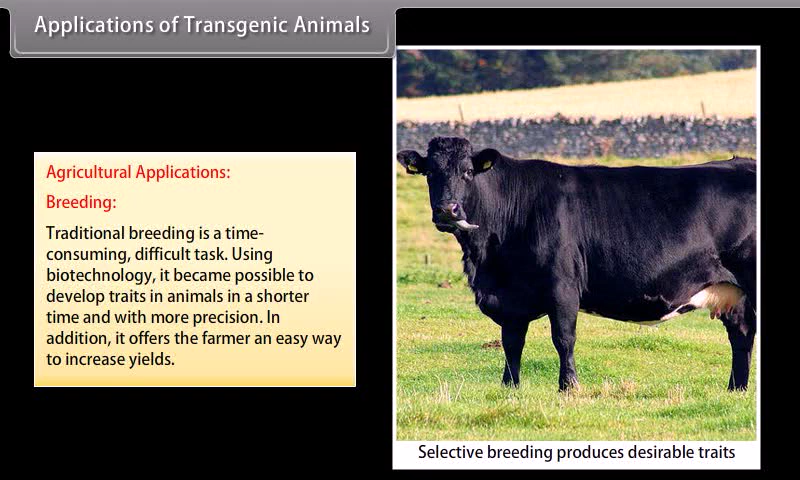 Applications of Transgenic Animals
Agricultural Applications:
Breeding:
Traditional breeding is a time-
consuming, difficult task. Using
biotechnology, it became possible to
develop traits in animals in a shorter
time and with more precision. In
addition, it offers the farmer an easy way
to increase yields.
Selective breeding produces desirable traits